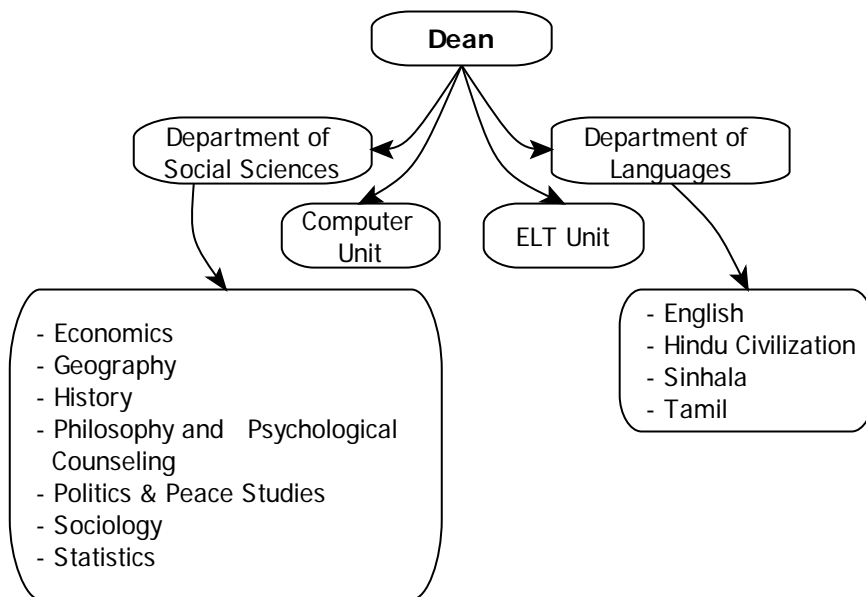 Dean
Department of
Social Sciences
Department of
Languages
Computer
Unit
ELT Unit
- Economics
- Geography
- History
- Philosophy and Psychological
Counseling
- Politics & Peace Studies
- Sociology
- Statistics
- English
- Hindu Civilization
- Sinhala
- Tamil